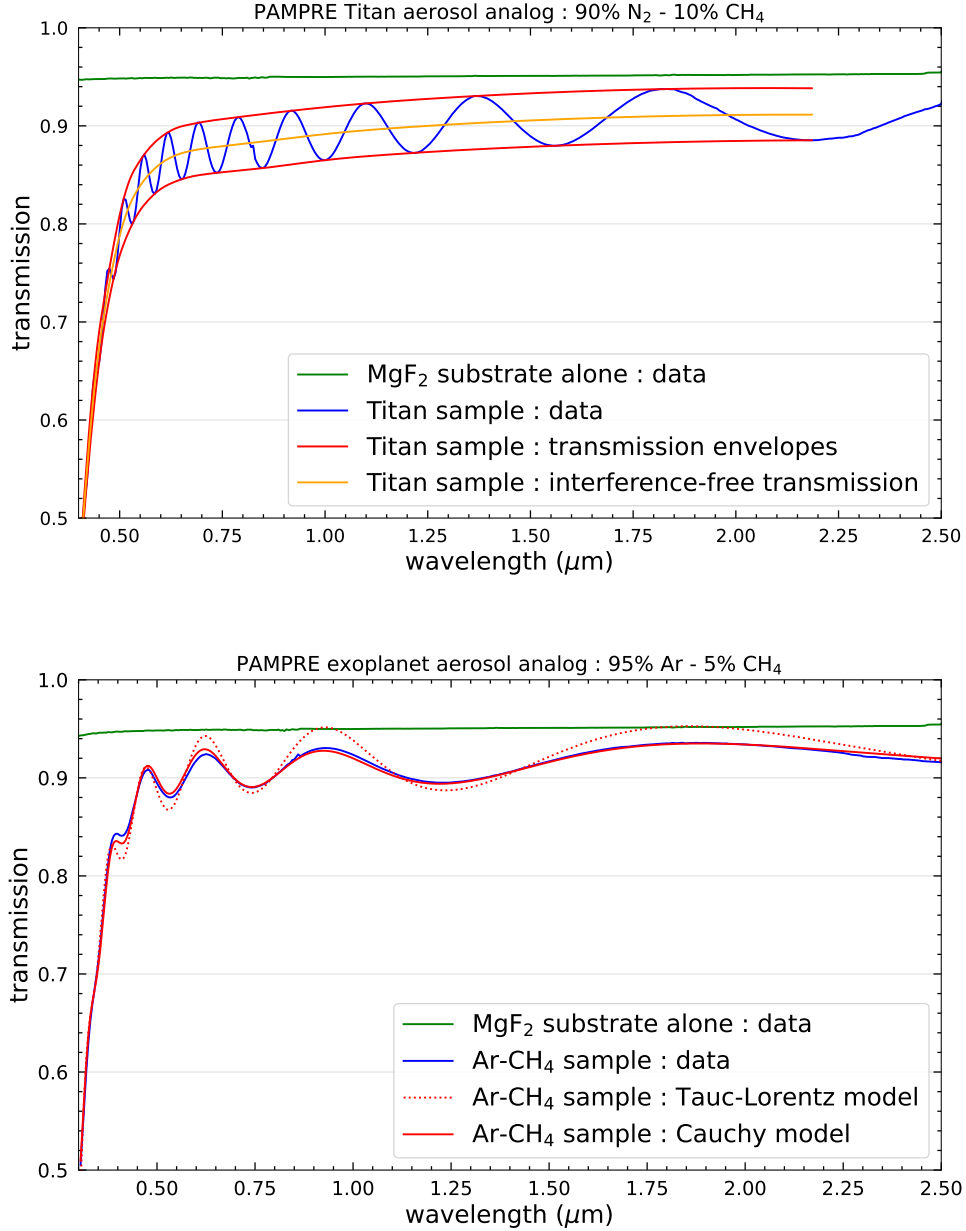 PAMPRE Titan aerosol analog : 90% N₂ - 10% CH₄
1.0
0.9
0.8
0.7
0.6
0.5
transmission
MgF₂ substrate alone : data
Titan sample : data
Titan sample : transmission envelopes
Titan sample : interference-free transmission
0.50 0.75 1.00 1.25 1.50 1.75 2.00 2.25 2.50
wavelength (μm)
PAMPRE exoplanet aerosol analog : 95% Ar - 5% CH₄
1.0
0.9
0.8
0.7
0.6
0.5
transmission
MgF₂ substrate alone : data
Ar-CH₄ sample : data
Ar-CH₄ sample : Tauc-Lorentz model
Ar-CH₄ sample : Cauchy model
0.50 0.75 1.00 1.25 1.50 1.75 2.00 2.25 2.50
wavelength (μm)